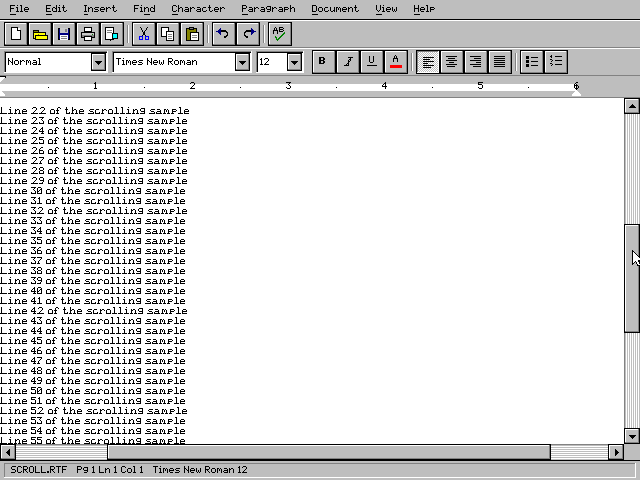 File Edit Insert Find Character Paragraph Document View Help
ABC
Normal Times New Roman 12 B I U A
1 2 3 4 5 6
Line 22 of the scrolling sample
Line 23 of the scrolling sample
Line 24 of the scrolling sample
Line 25 of the scrolling sample
Line 26 of the scrolling sample
Line 27 of the scrolling sample
Line 28 of the scrolling sample
Line 29 of the scrolling sample
Line 30 of the scrolling sample
Line 31 of the scrolling sample
Line 32 of the scrolling sample
Line 33 of the scrolling sample
Line 34 of the scrolling sample
Line 35 of the scrolling sample
Line 36 of the scrolling sample
Line 37 of the scrolling sample
Line 38 of the scrolling sample
Line 39 of the scrolling sample
Line 40 of the scrolling sample
Line 41 of the scrolling sample
Line 42 of the scrolling sample
Line 43 of the scrolling sample
Line 44 of the scrolling sample
Line 45 of the scrolling sample
Line 46 of the scrolling sample
Line 47 of the scrolling sample
Line 48 of the scrolling sample
Line 49 of the scrolling sample
Line 50 of the scrolling sample
Line 51 of the scrolling sample
Line 52 of the scrolling sample
Line 53 of the scrolling sample
Line 54 of the scrolling sample
Line 55 of the scrolling sample
SCROLL.RTF Pg 1 Ln 1 Col 1 Times New Roman 12